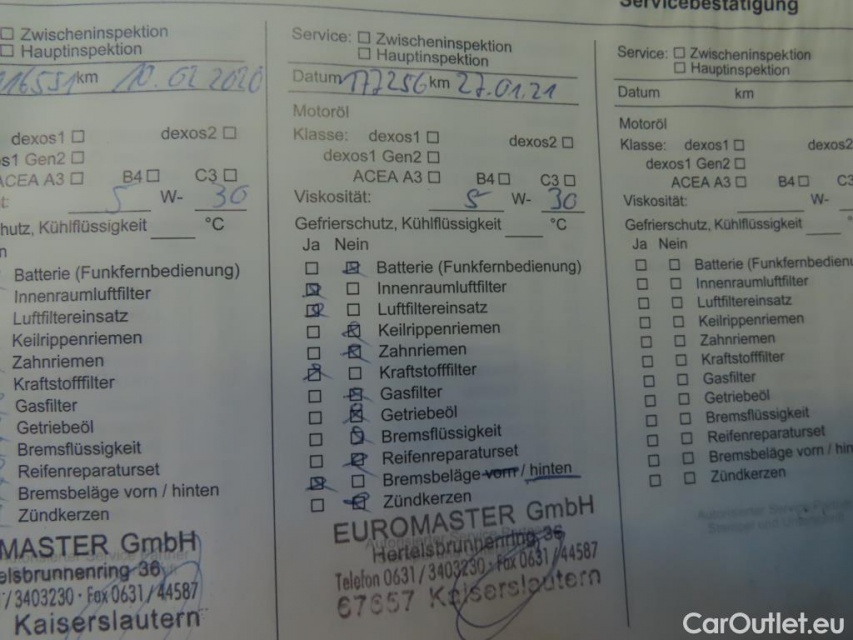 Servicebestätigung
Zwischeninspektion
Hauptinspektion
116551 km 10.02.2020
dexos1 dexos2
s1 Gen2
ACEA A3 B4 C3
t: 5 W- 30
hutz, Kühlflüssigkeit °C
n
Batterie (Funkfernbedienung)
Innenraumluftfilter
Luftfiltereinsatz
Keilrippenriemen
Zahnriemen
Kraftstofffilter
Gasfilter
Getriebeöl
Bremsflüssigkeit
Reifenreparaturset
Bremsbeläge vorn / hinten
Zündkerzen
MASTER GmbH
elsbrunnenring 36
/ 3403230 · Fax 0631 / 44587
Kaiserslautern
Service: Zwischeninspektion
Hauptinspektion
Datum 177256 km 27.01.21
Motoröl
Klasse: dexos1 dexos2
dexos1 Gen2
ACEA A3 B4 C3
Viskosität: 5 W- 30
Gefrierschutz, Kühlflüssigkeit °C
Ja Nein
Batterie (Funkfernbedienung)
Innenraumluftfilter
Luftfiltereinsatz
Keilrippenriemen
Zahnriemen
Kraftstofffilter
Gasfilter
Getriebeöl
Bremsflüssigkeit
Reifenreparaturset
Bremsbeläge vorn / hinten
Zündkerzen
EUROMASTER GmbH
Hertelsbrunnenring 36
Telefon 0631 / 3403230 · Fax 0631 / 44587
67657 Kaiserslautern
Service: Zwischeninspektion
Hauptinspektion
Datum km
Motoröl
Klasse: dexos1 dexos2
dexos1 Gen2
ACEA A3 B4
Viskosität: W-
Gefrierschutz, Kühlflüssigkeit
Ja Nein
Batterie (Funkfernbedienu
Innenraumluftfilter
Luftfiltereinsatz
Keilrippenriemen
Zahnriemen
Kraftstofffilter
Gasfilter
Getriebeöl
Bremsflüssigkeit
Reifenreparaturset
Bremsbeläge vorn / hin
Zündkerzen
CarOutlet.eu